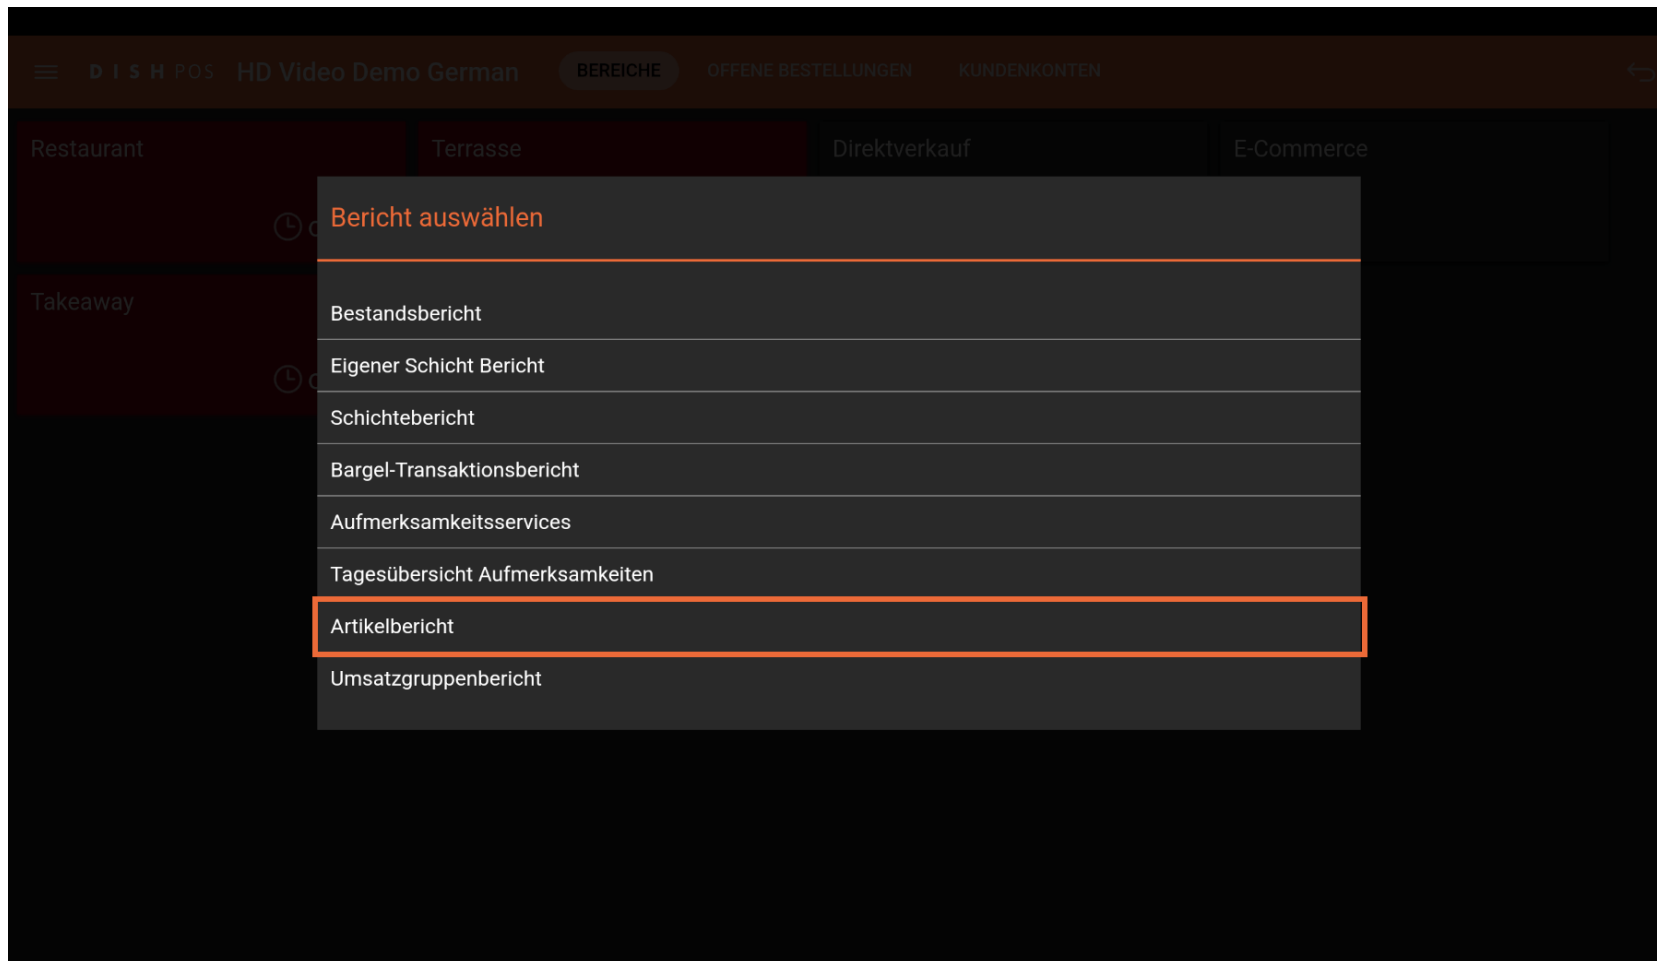 DISH POS HD Video Demo German BEREICHE OFFENE BESTELLUNGEN KUNDENKONTEN
Restaurant Terrasse Direktverkauf E-Commerce
Bericht auswählen
Takeaway
Bestandsbericht
Eigener Schicht Bericht
Schichtebericht
Bargel-Transaktionsbericht
Aufmerksamkeitsservices
Tagesübersicht Aufmerksamkeiten
Artikelbericht
Umsatzgruppenbericht